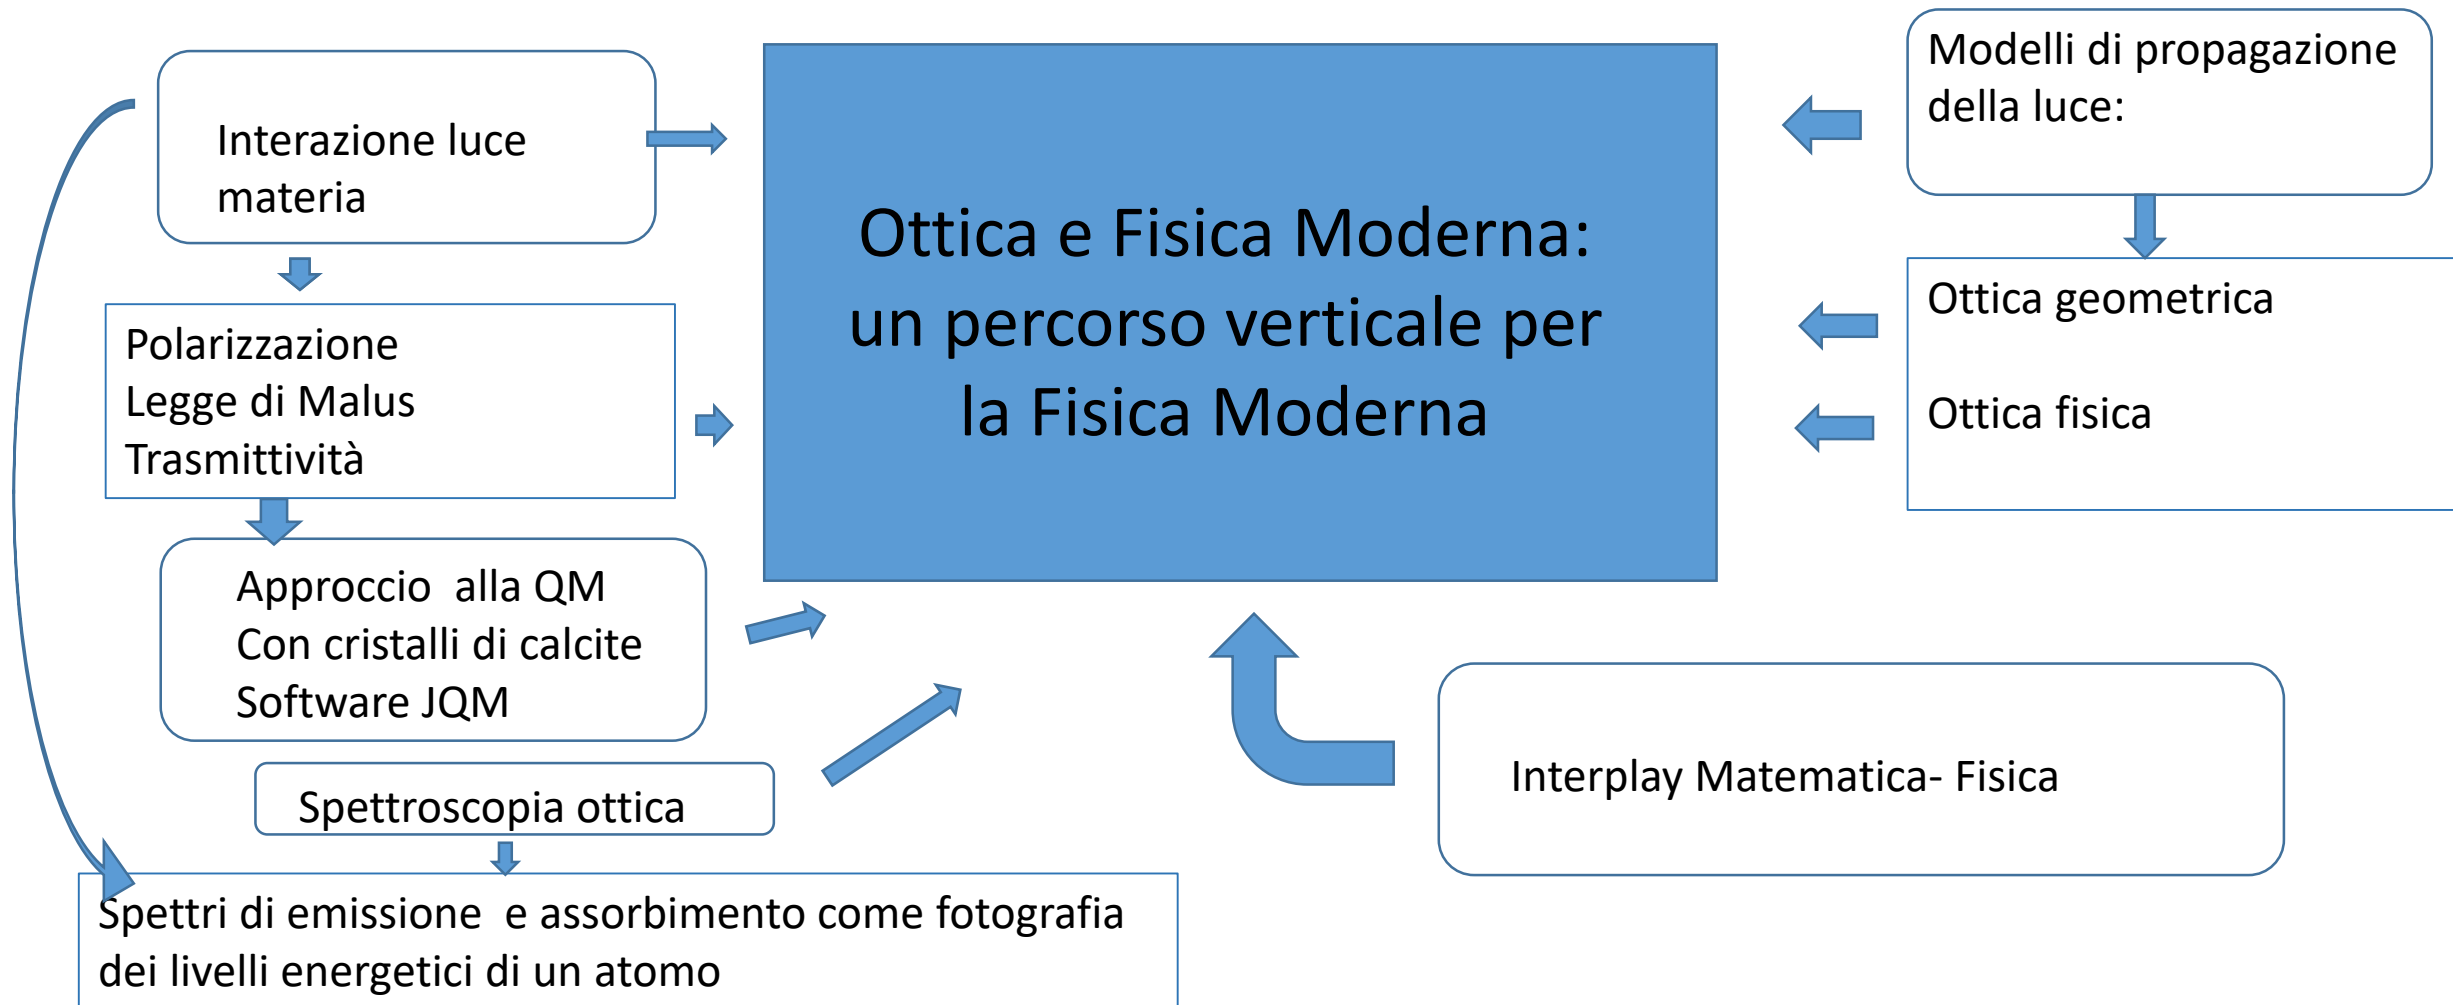 Interazione luce
materia
Polarizzazione
Legge di Malus
Trasmittività
Approccio  alla QM
Con cristalli di calcite
Software JQM
Spettroscopia ottica
Spettri di emissione  e assorbimento come fotografia
dei livelli energetici di un atomo
Ottica e Fisica Moderna:
un percorso verticale per
la Fisica Moderna
Modelli di propagazione
della luce:
Ottica geometrica
Ottica fisica
Interplay Matematica- Fisica